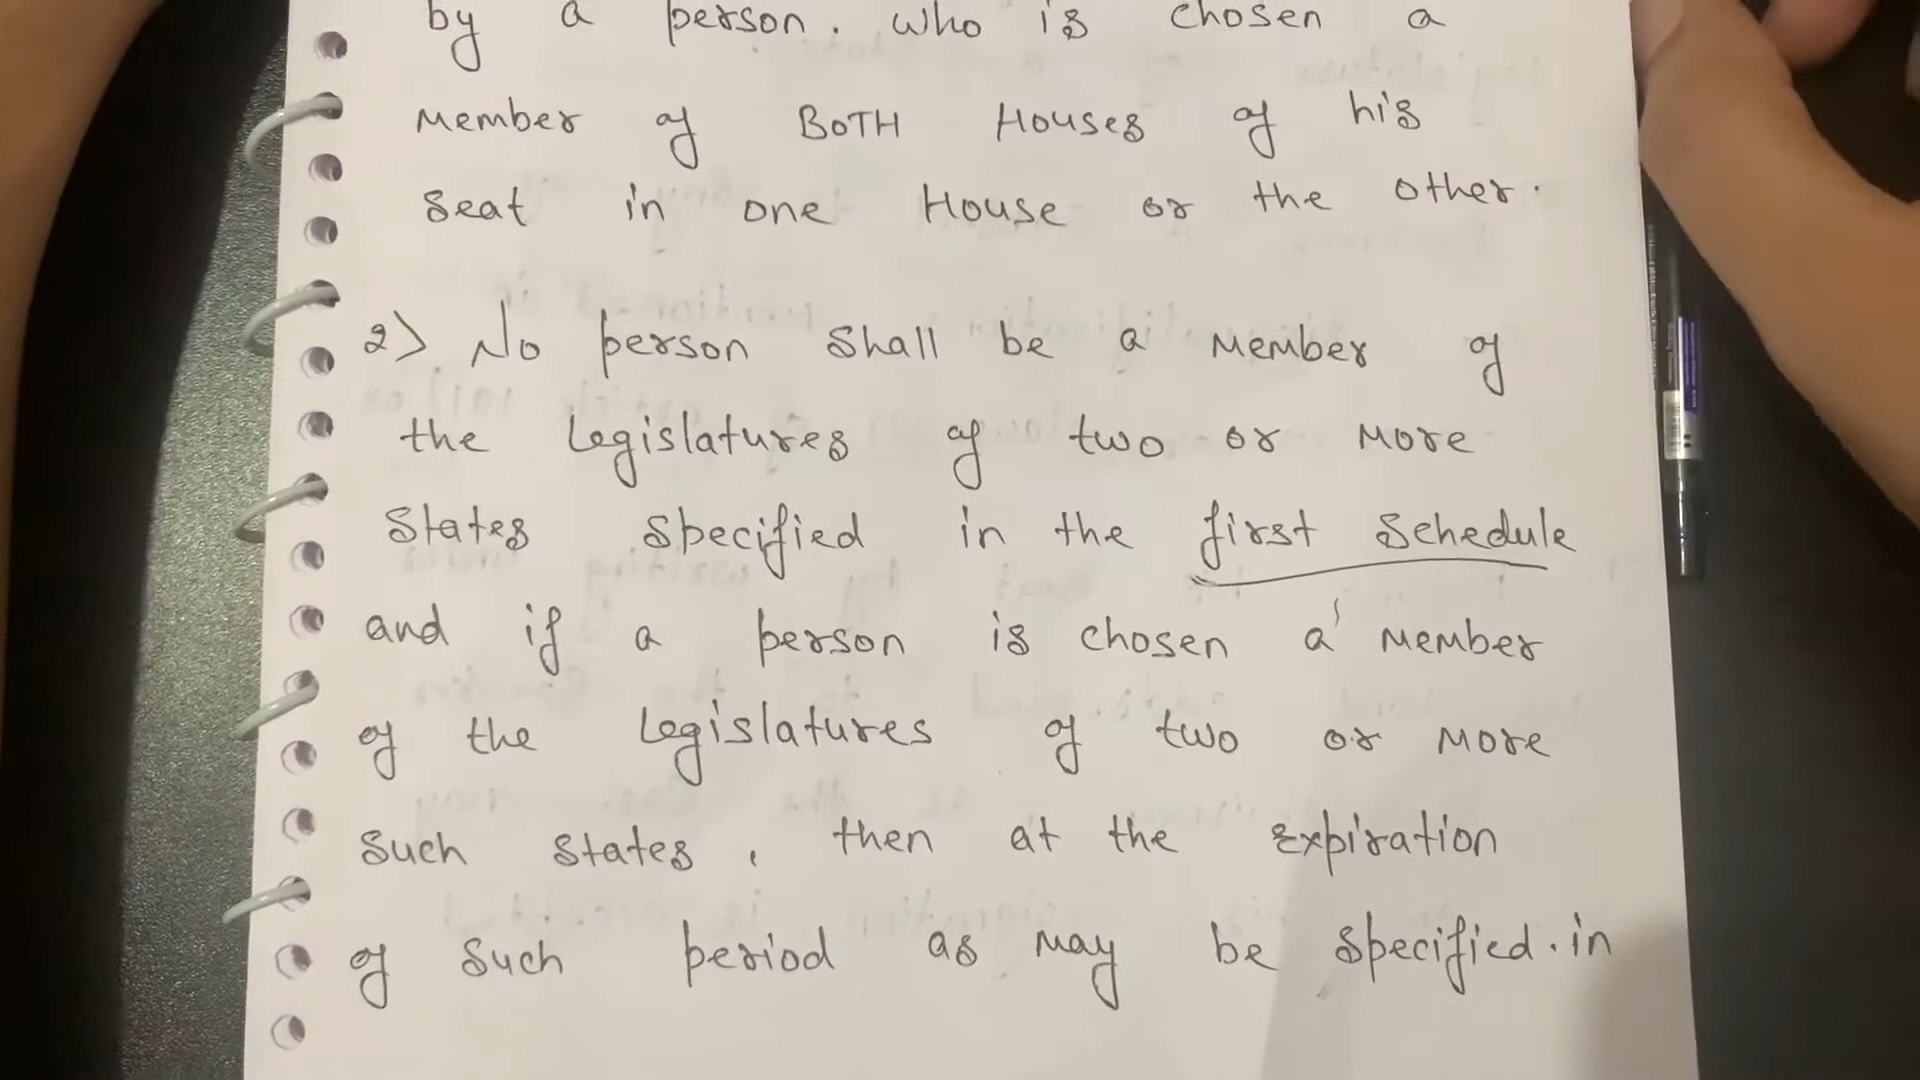 by a person. who is chosen a
Member of BOTH Houses of his
seat in one House or the other.
2) No person shall be a Member of
the Legislatures of two or More
States specified in the first schedule
and if a person is chosen a Member
of the Legislatures of two or More
such states, then at the Expiration
of such period as May be specified.in